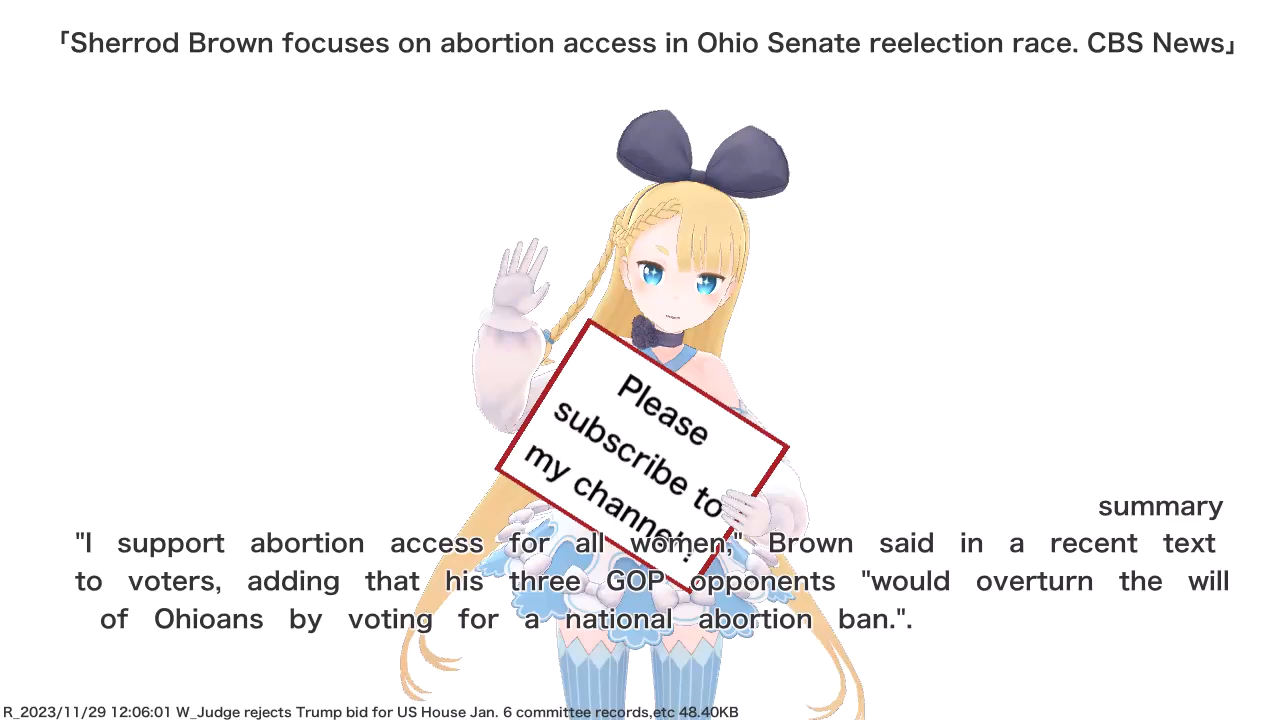 「Sherrod Brown focuses on abortion access in Ohio Senate reelection race. CBS News」
Please
subscribe to
my channel!
summary
"I support abortion access for all women," Brown said in a recent text
to voters, adding that his three GOP opponents "would overturn the will
of Ohioans by voting for a national abortion ban.".
R_2023/11/29 12:06:01 W_Judge rejects Trump bid for US House Jan. 6 committee records,etc 48.40KB